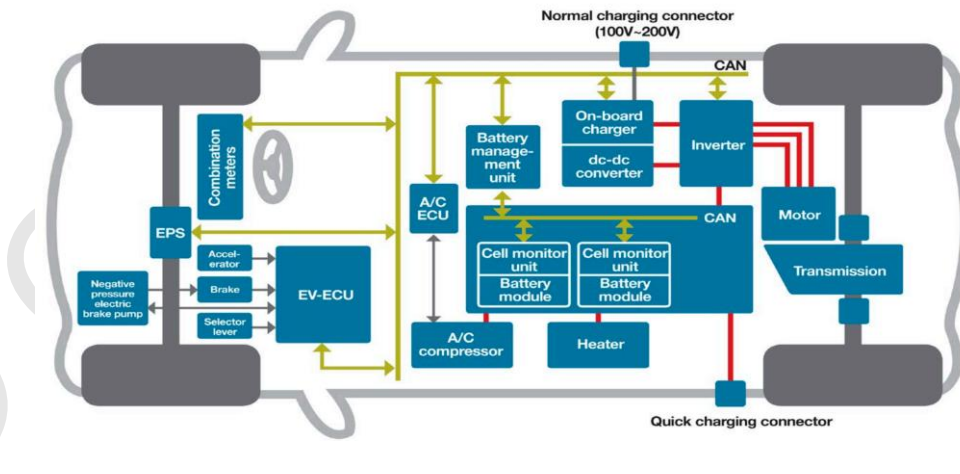 Normal charging connector
(100V~200V)
CAN
Combination
meters
EPS
Accel-
erator
Brake
Selector
lever
Negative
pressure
electric
brake pump
EV-ECU
A/C
ECU
Battery
manage-
ment
unit
On-board
charger
dc-dc
converter
Inverter
CAN
Cell monitor
unit
Battery
module
Cell monitor
unit
Battery
module
Motor
Transmission
A/C
compressor
Heater
Quick charging connector